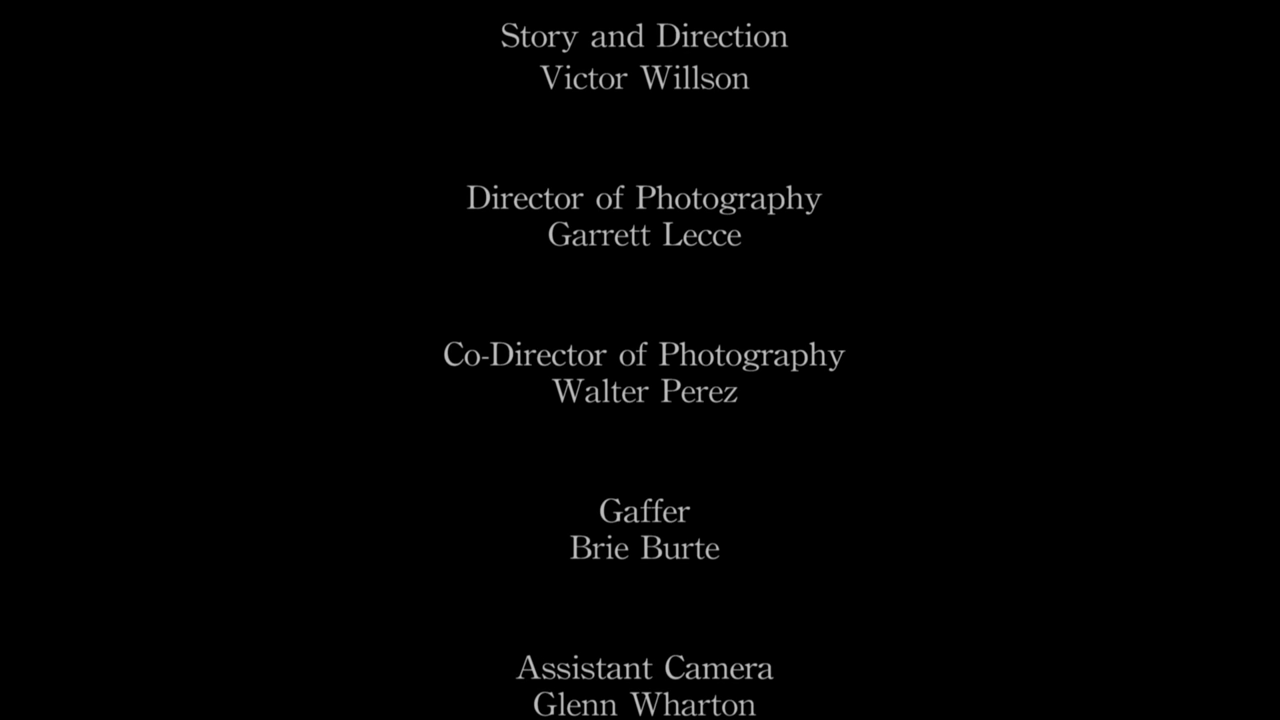 Story and Direction
Victor Willson
Director of Photography
Garrett Lecce
Co-Director of Photography
Walter Perez
Gaffer
Brie Burte
Assistant Camera
Glenn Wharton